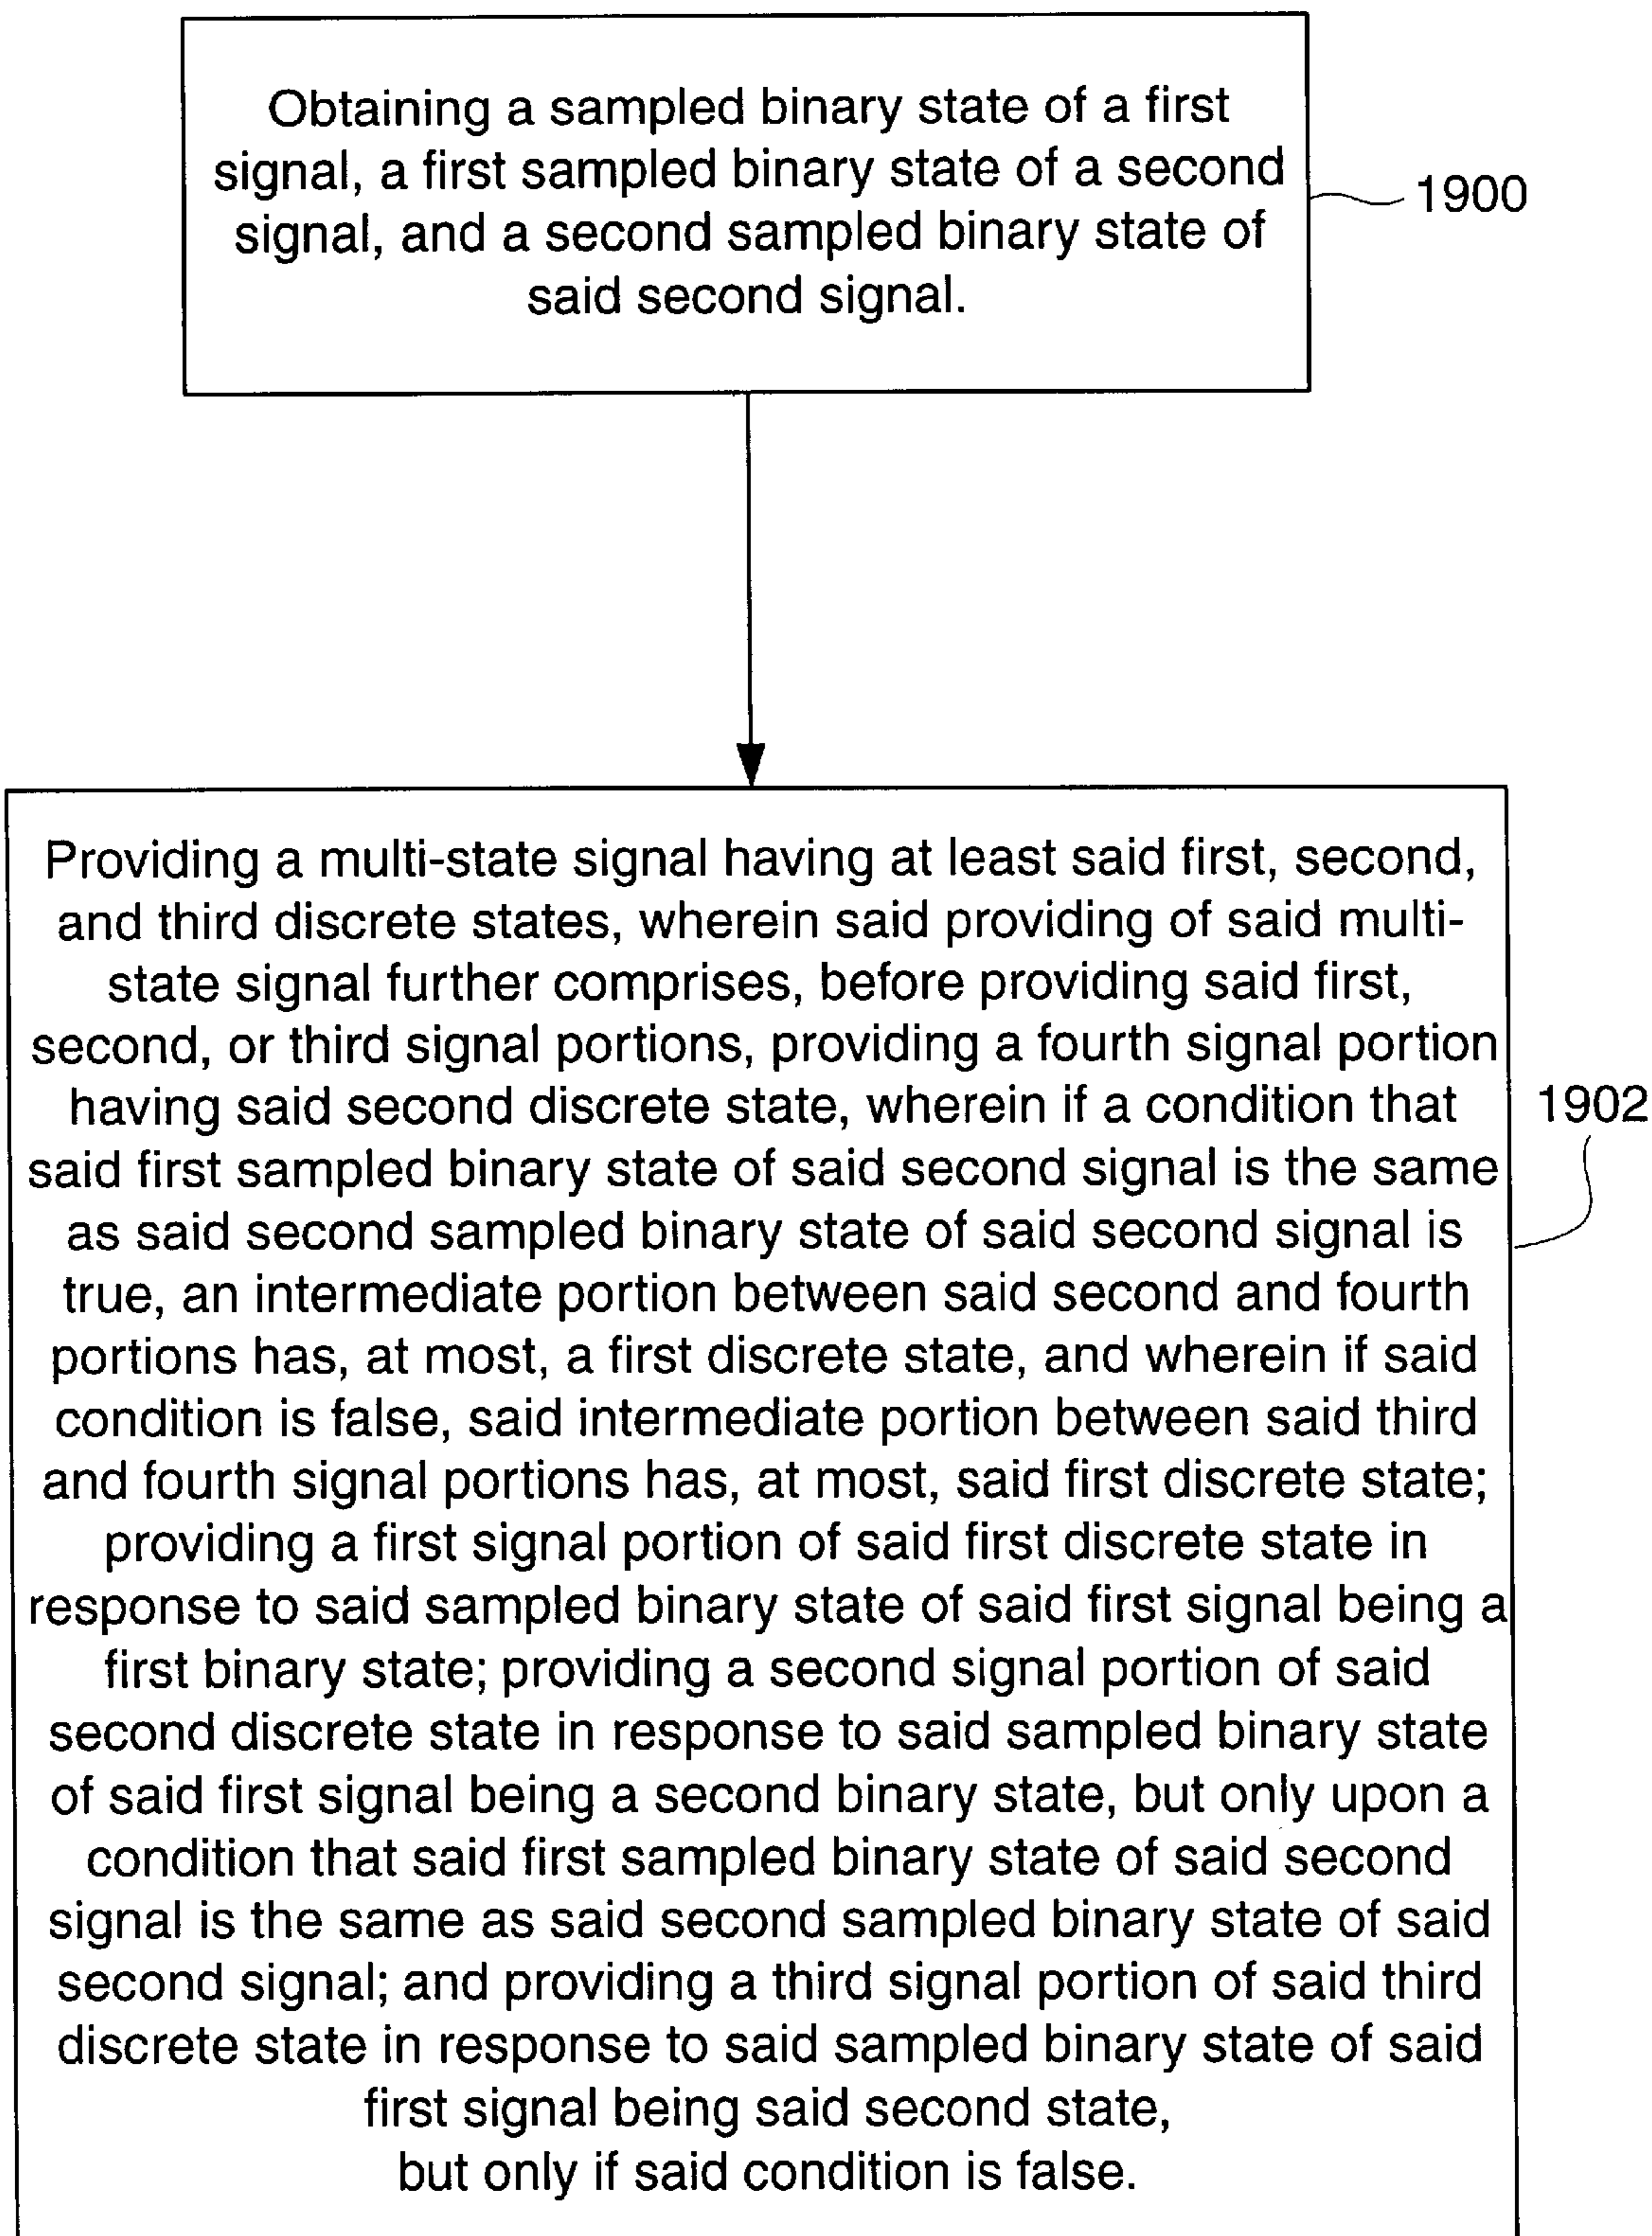 Obtaining a sampled binary state of a first
signal, a first sampled binary state of a second
signal, and a second sampled binary state of
said second signal.
1900
Providing a multi-state signal having at least said first, second,
and third discrete states, wherein said providing of said multi-
state signal further comprises, before providing said first,
second, or third signal portions, providing a fourth signal portion
having said second discrete state, wherein if a condition that
said first sampled binary state of said second signal is the same
as said second sampled binary state of said second signal is
true, an intermediate portion between said second and fourth
portions has, at most, a first discrete state, and wherein if said
condition is false, said intermediate portion between said third
and fourth signal portions has, at most, said first discrete state;
providing a first signal portion of said first discrete state in
response to said sampled binary state of said first signal being a
first binary state; providing a second signal portion of said
second discrete state in response to said sampled binary state
of said first signal being a second binary state, but only upon a
condition that said first sampled binary state of said second
signal is the same as said second sampled binary state of said
second signal; and providing a third signal portion of said third
discrete state in response to said sampled binary state of said
first signal being said second state,
but only if said condition is false.
1902